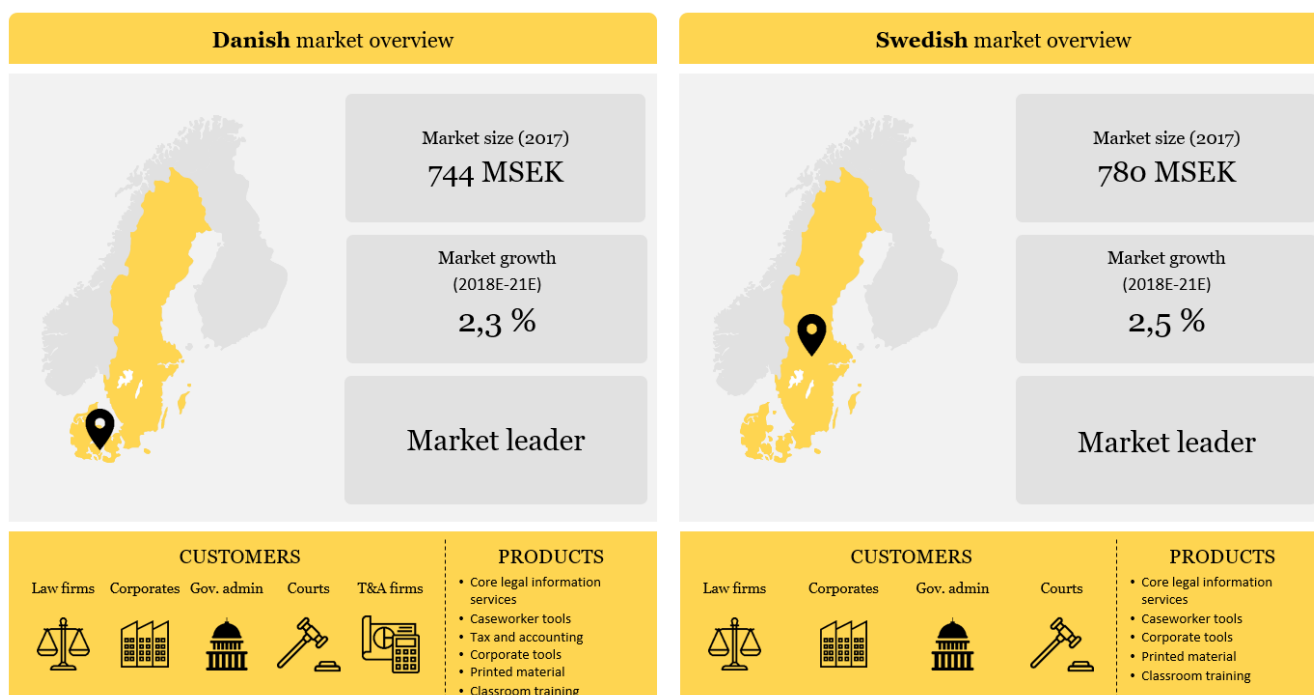 Danish market overview
Market size (2017)
744 MSEK
Market growth
(2018E-21E)
2,3 %
Market leader
CUSTOMERS
Law firms
Corporates
Gov. admin
Courts
T&A firms
PRODUCTS
• Core legal information
services
• Caseworker tools
• Tax and accounting
• Corporate tools
• Printed material
• Classroom training
Swedish market overview
Market size (2017)
780 MSEK
Market growth
(2018E-21E)
2,5 %
Market leader
CUSTOMERS
Law firms
Corporates
Gov. admin
Courts
PRODUCTS
• Core legal information
services
• Caseworker tools
• Corporate tools
• Printed material
• Classroom training